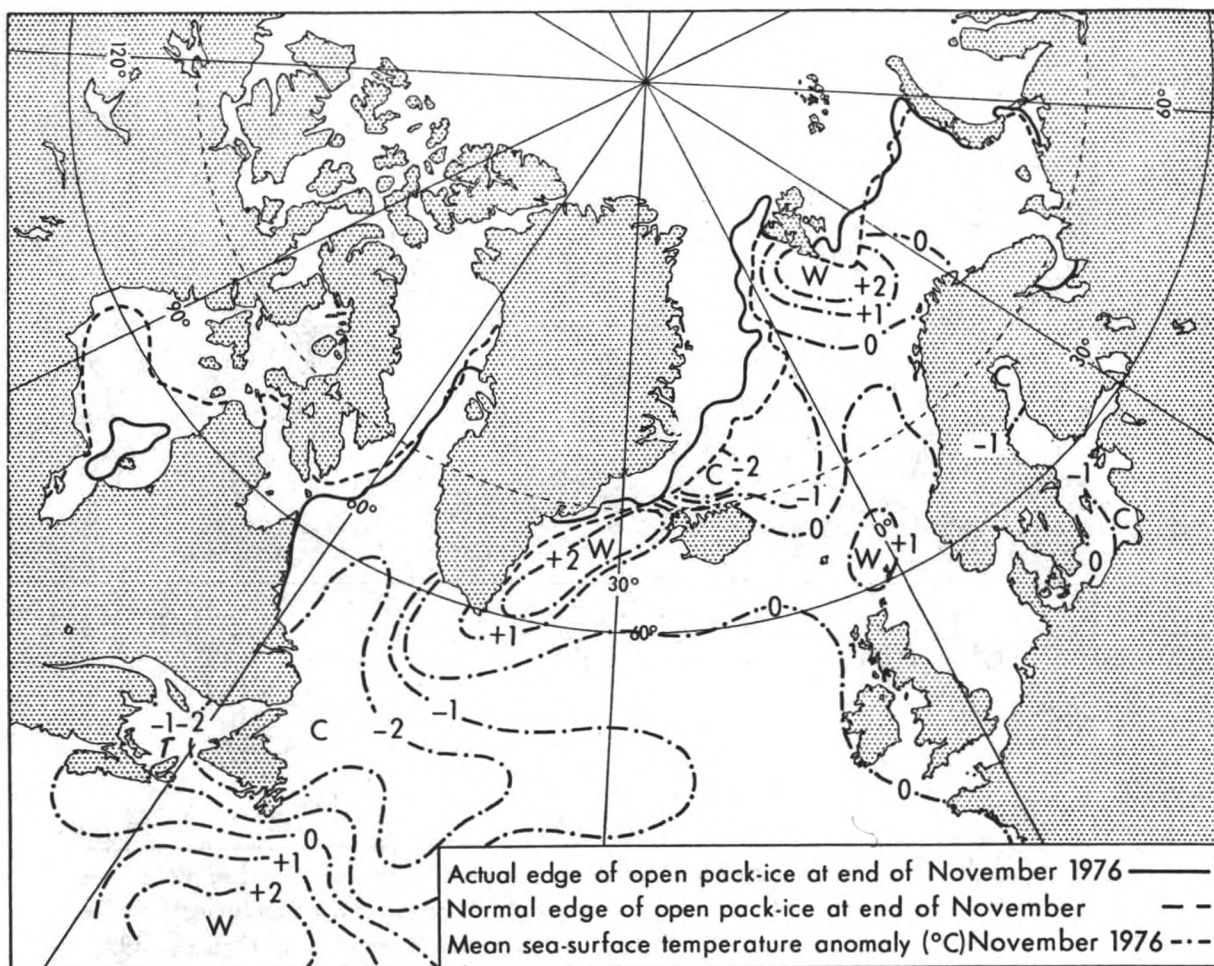 120°
60°
0
W
+2
+1
90°
0
30°
C
-1
C -2
-1
-1
60°
0
0°
+1
C
+2
W
W
0
30°
0
+1
60°
-1
-1 -2
C
-2
T
0
0
+1
+2
W
Actual edge of open pack-ice at end of November 1976
Normal edge of open pack-ice at end of November
Mean sea-surface temperature anomaly (°C) November 1976